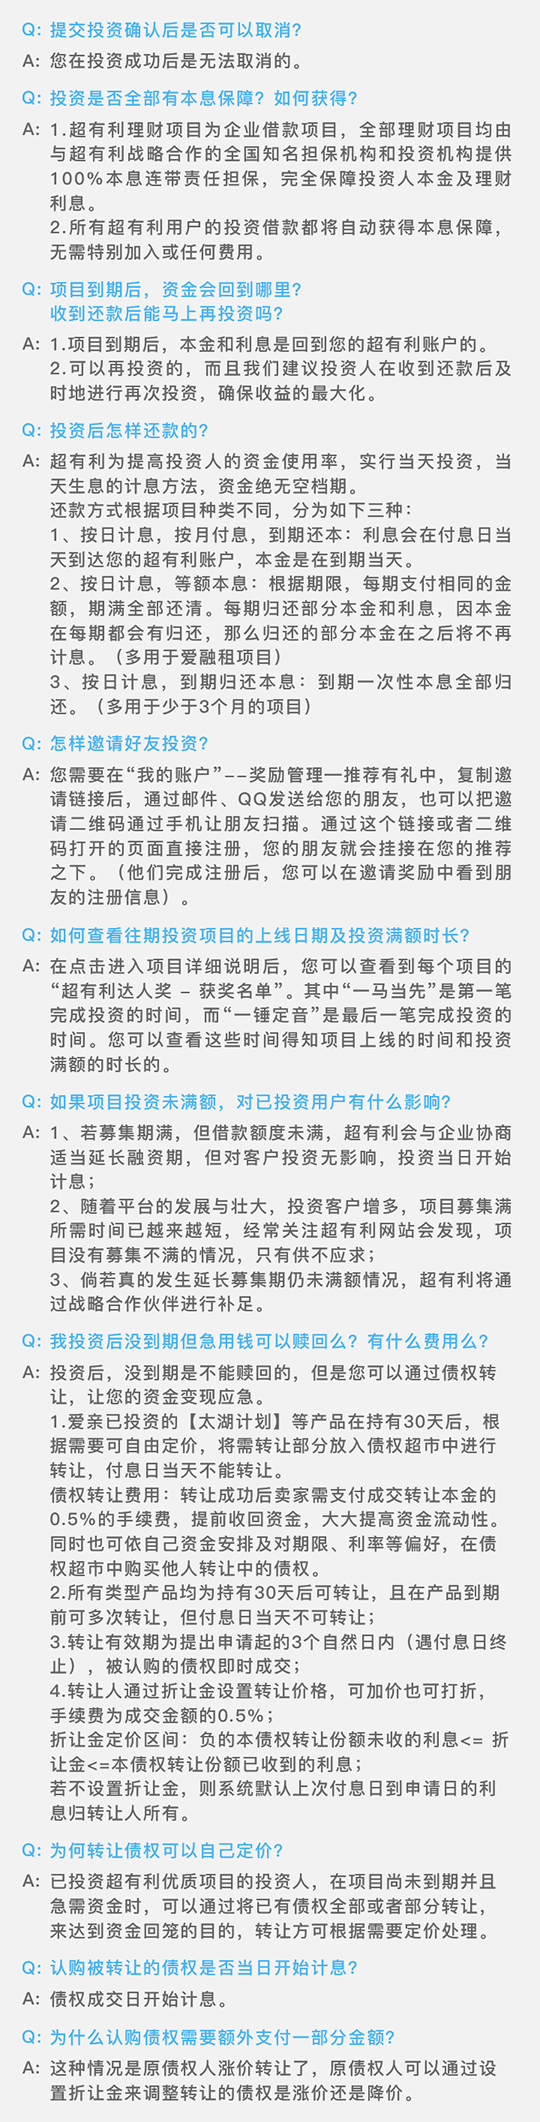 Q: 提交投资确认后是否可以取消?
A: 您在投资成功后是无法取消的。
Q: 投资是否全部有本息保障? 如何获得?
A: 1.超有利理财项目为企业借款项目，全部理财项目均由
与超有利战略合作的全国知名担保机构和投资机构提供
100%本息连带责任担保，完全保障投资人本金及理财
利息。
2.所有超有利用户的投资借款都将自动获得本息保障，
无需特别加入或任何费用。
Q: 项目到期后，资金会回到哪里?
收到还款后能马上再投资吗?
A: 1.项目到期后，本金和利息是回到您的超有利账户的。
2.可以再投资的，而且我们建议投资人在收到还款后及
时地进行再次投资，确保收益的最大化。
Q: 投资后怎样还款的?
A: 超有利为提高投资人的资金使用率，实行当天投资，当
天生息的计息方法，资金绝无空档期。
还款方式根据项目种类不同，分为如下三种：
1、按日计息，按月付息，到期还本：利息会在付息日当
天到达您的超有利账户，本金是在到期当天。
2、按日计息，等额本息：根据期限，每期支付相同的金
额，期满全部还清。每期归还部分本金和利息，因本金
在每期都会有归还，那么归还的部分本金在之后将不再
计息。（多用于爱融租项目）
3、按日计息，到期归还本息：到期一次性本息全部归
还。（多用于少于3个月的项目）
Q: 怎样邀请好友投资?
A: 您需要在“我的账户”--奖励管理—推荐有礼中，复制邀
请链接后，通过邮件、QQ发送给您的朋友，也可以把邀
请二维码通过手机让朋友扫描。通过这个链接或者二维
码打开的页面直接注册，您的朋友就会挂接在您的推荐
之下。（他们完成注册后，您可以在邀请奖励中看到朋
友的注册信息）。
Q: 如何查看往期投资项目的上线日期及投资满额时长?
A: 在点击进入项目详细说明后，您可以查看到每个项目的
“超有利达人奖 – 获奖名单”。其中“一马当先”是第一笔
完成投资的时间，而“一锤定音”是最后一笔完成投资的
时间。您可以查看这些时间得知项目上线的时间和投资
满额的时长的。
Q: 如果项目投资未满额，对已投资用户有什么影响?
A: 1、若募集期满，但借款额度未满，超有利会与企业协商
适当延长融资期，但对客户投资无影响，投资当日开始
计息；
2、随着平台的发展与壮大，投资客户增多，项目募集满
所需时间已越来越短，经常关注超有利网站会发现，项
目没有募集不满的情况，只有供不应求；
3、倘若真的发生延长募集期仍未满额情况，超有利将通
过战略合作伙伴进行补足。
Q: 我投资后没到期但急用钱可以赎回么? 有什么费用么?
A: 投资后，没到期是不能赎回的，但是您可以通过债权转
让，让您的资金变现应急。
1.爱亲已投资的【太湖计划】等产品在持有30天后，根
据需要可自由定价，将需转让部分放入债权超市中进行
转让，付息日当天不能转让。
债权转让费用：转让成功后卖家需支付成交转让本金的
0.5%的手续费，提前收回资金，大大提高资金流动性。
同时也可依自己资金安排及对期限、利率等偏好，在债
权超市中购买他人转让中的债权。
2.所有类型产品均为持有30天后可转让，且在产品到期
前可多次转让，但付息日当天不可转让；
3.转让有效期为提出申请起的3个自然日内（遇付息日终
止），被认购的债权即时成交；
4.转让人通过折让金设置转让价格，可加价也可打折，
手续费为成交金额的0.5%；
折让金定价区间：负的本债权转让份额未收的利息<= 折
让金<=本债权转让份额已收到的利息；
若不设置折让金，则系统默认上次付息日到申请日的利
息归转让人所有。
Q: 为何转让债权可以自己定价?
A: 已投资超有利优质项目的投资人，在项目尚未到期并且
急需资金时，可以通过将已有债权全部或者部分转让，
来达到资金回笼的目的，转让方可根据需要定价处理。
Q: 认购被转让的债权是否当日开始计息?
A: 债权成交日开始计息。
Q: 为什么认购债权需要额外支付一部分金额?
A: 这种情况是原债权人涨价转让了，原债权人可以通过设
置折让金来调整转让的债权是涨价还是降价。